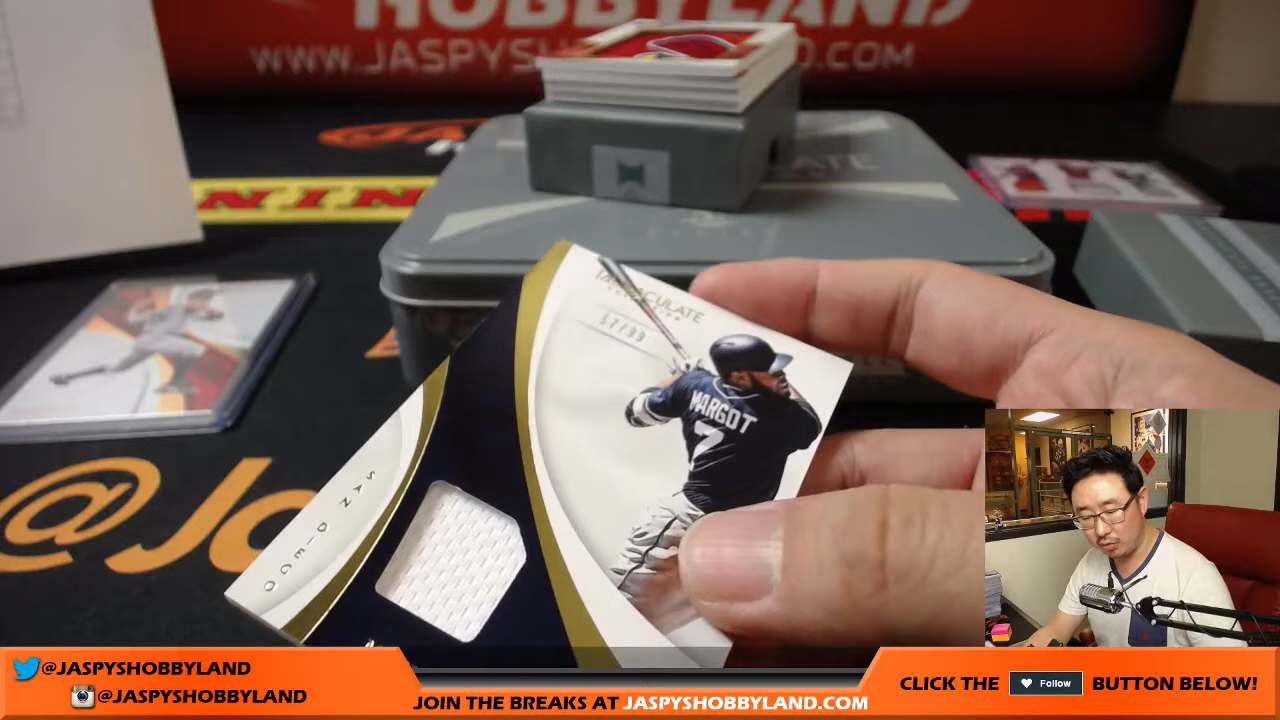 HOBBYLAND
WWW.JASPYSHOBBYLAND.COM
IMMACULATE
57/99
MARGOT
7
SAN DIEGO
@JASPYSHOBBYLAND
@JASPYSHOBBYLAND
JOIN THE BREAKS AT JASPYSHOBBYLAND.COM
CLICK THE Follow BUTTON BELOW!